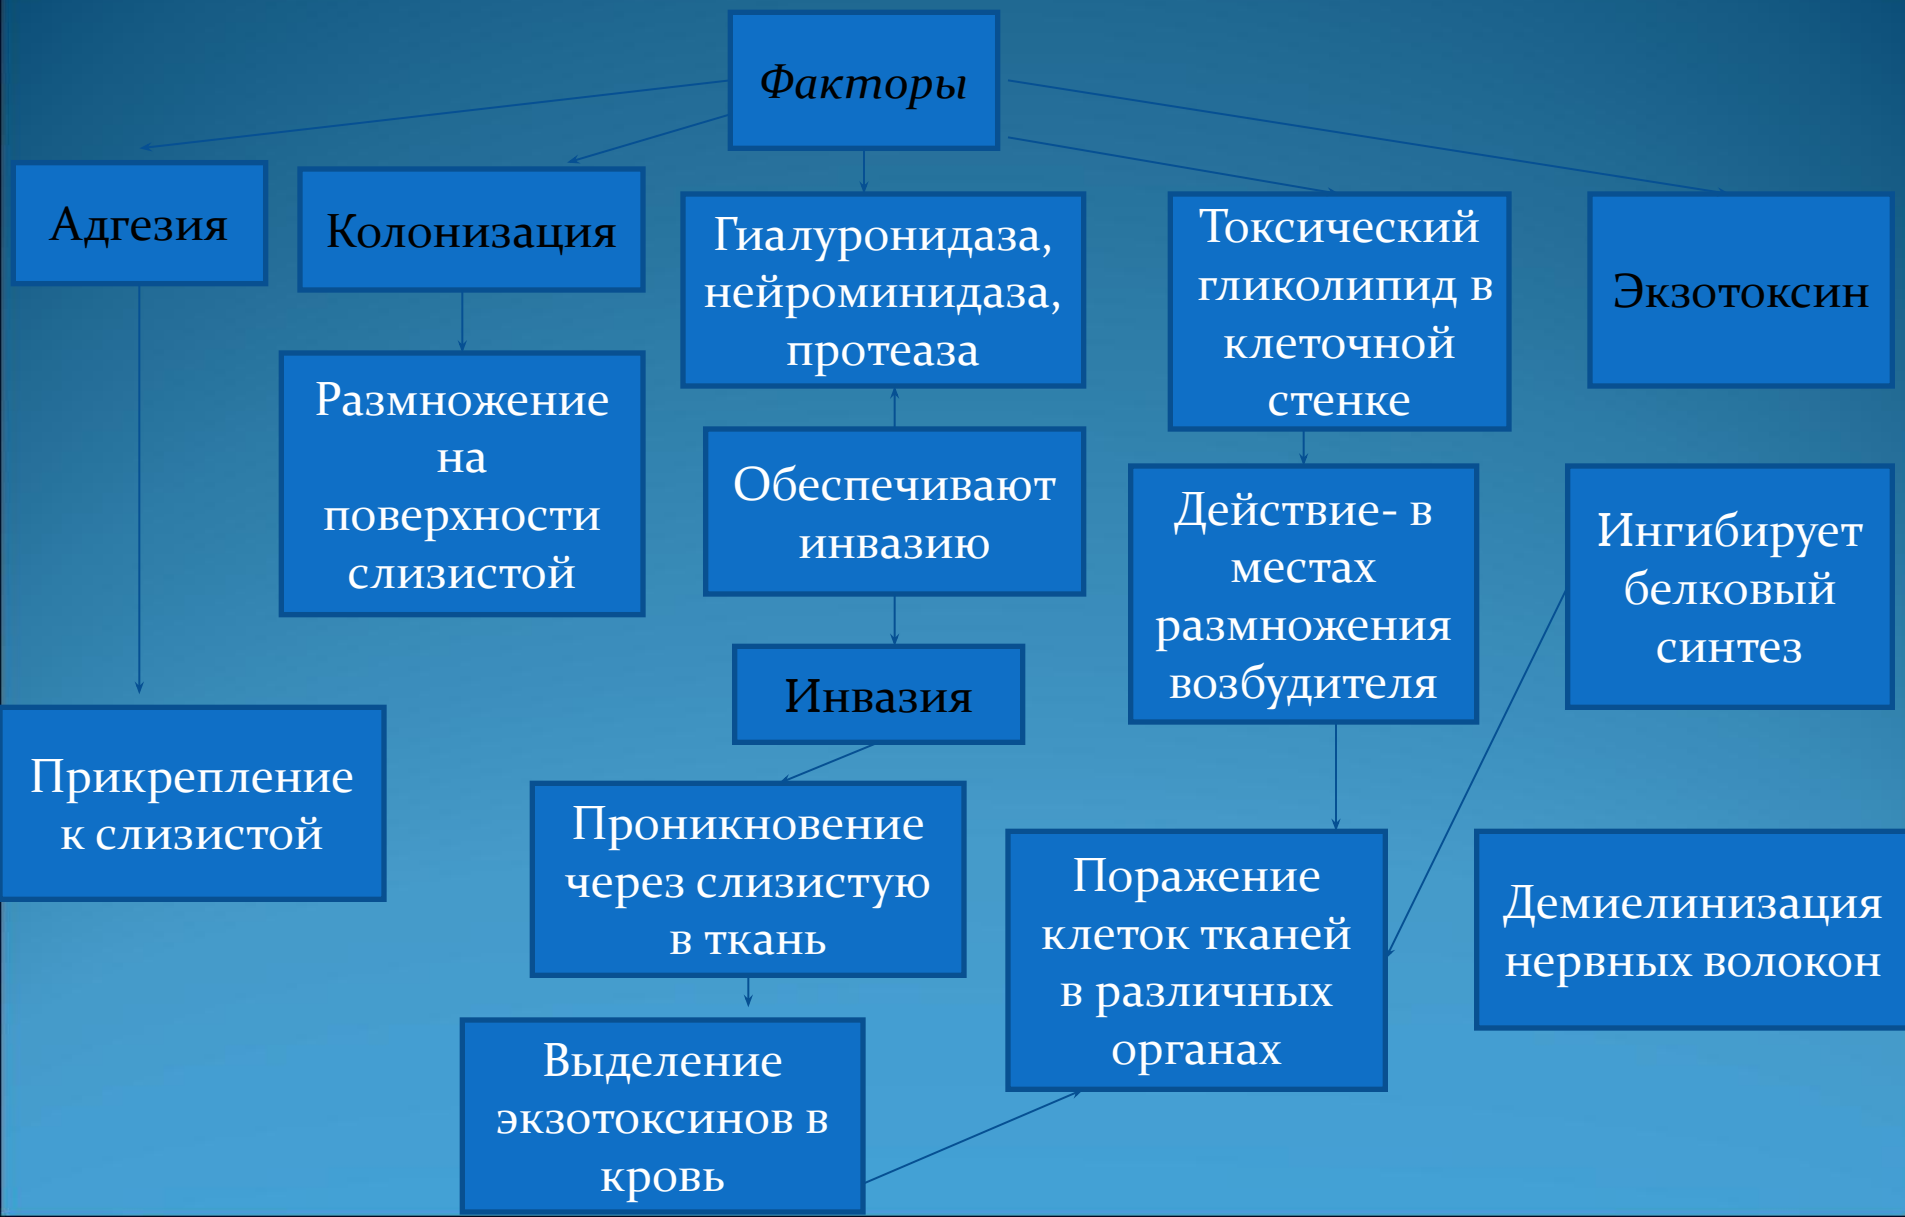 Факторы
Адгезия
Колонизация
Гиалуронидаза,
нейроминидаза,
протеаза
Токсический
гликолипид в
клеточной
стенке
Экзотоксин
Размножение
на
поверхности
слизистой
Обеспечивают
инвазию
Действие- в
местах
размножения
возбудителя
Ингибирует
белковый
синтез
Инвазия
Прикрепление
к слизистой
Проникновение
через слизистую
в ткань
Поражение
клеток тканей
в различных
органах
Демиелинизация
нервных волокон
Выделение
экзотоксинов в
кровь